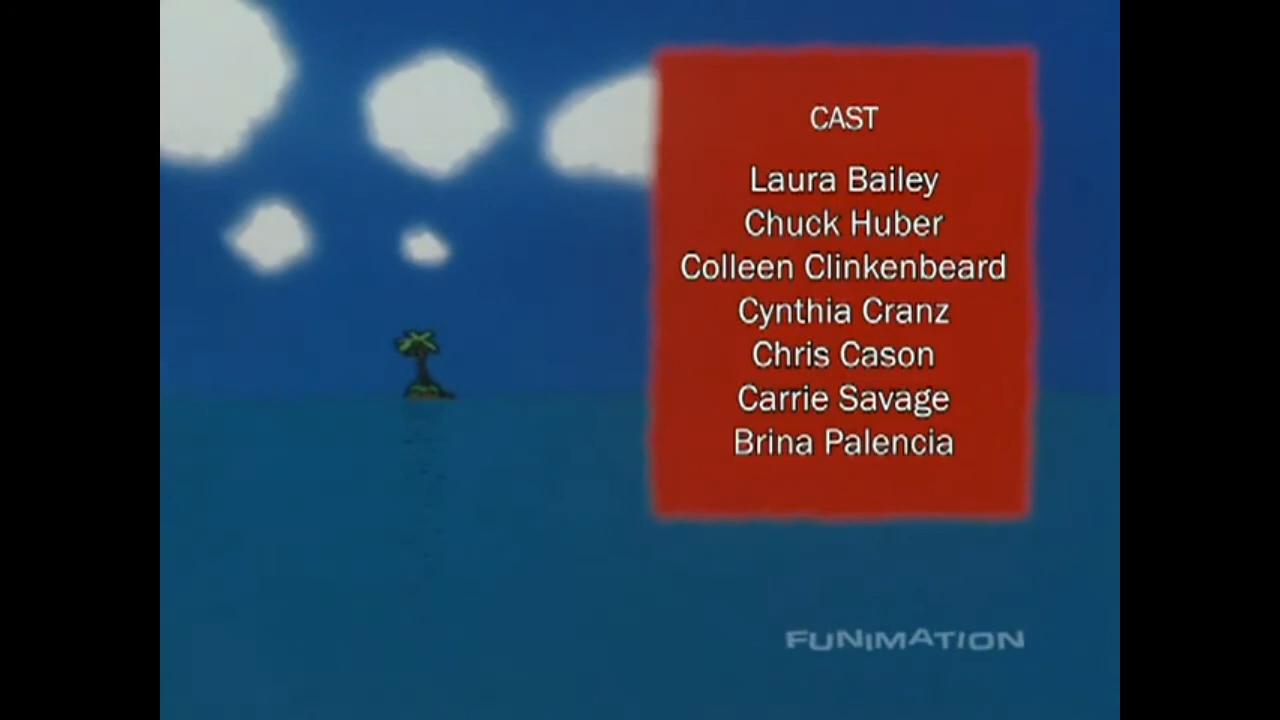 CAST
Laura Bailey
Chuck Huber
Colleen Clinkenbeard
Cynthia Cranz
Chris Cason
Carrie Savage
Brina Palencia
FUNIMATION